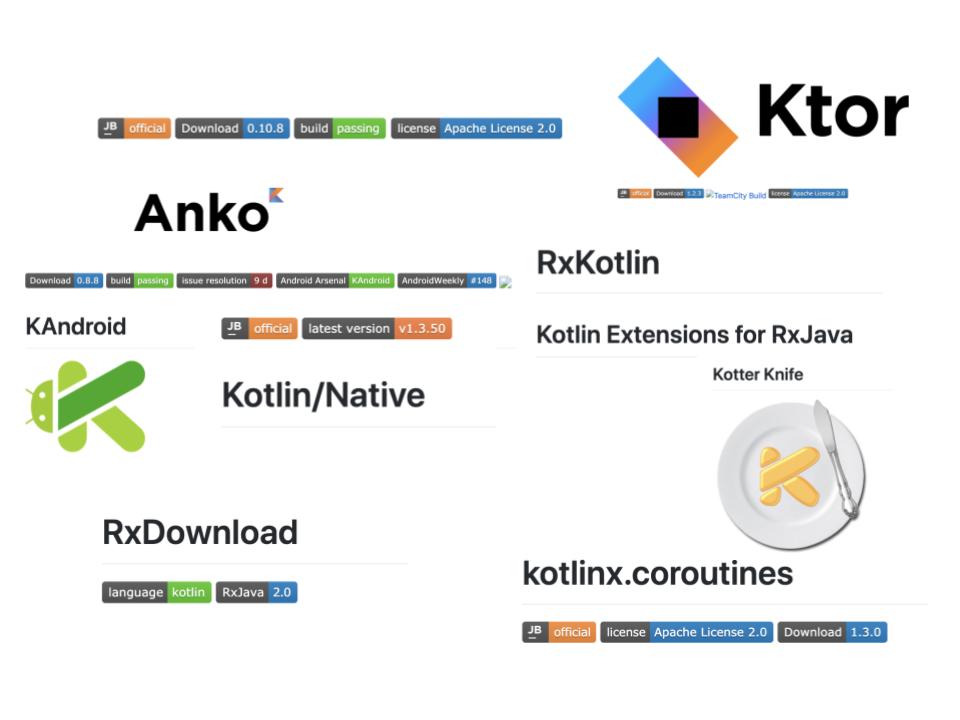 JB official Download 0.10.8 build passing license Apache License 2.0
Anko
Ktor
JB official Download 1.2.3 TeamCity Build license Apache License 2.0
Download 0.8.8 build passing issue resolution 9 d Android Arsenal KAndroid AndroidWeekly #148
KAndroid
JB official latest version v1.3.50
Kotlin/Native
RxKotlin
Kotlin Extensions for RxJava
Kotter Knife
RxDownload
language kotlin RxJava 2.0
kotlinx.coroutines
JB official license Apache License 2.0 Download 1.3.0